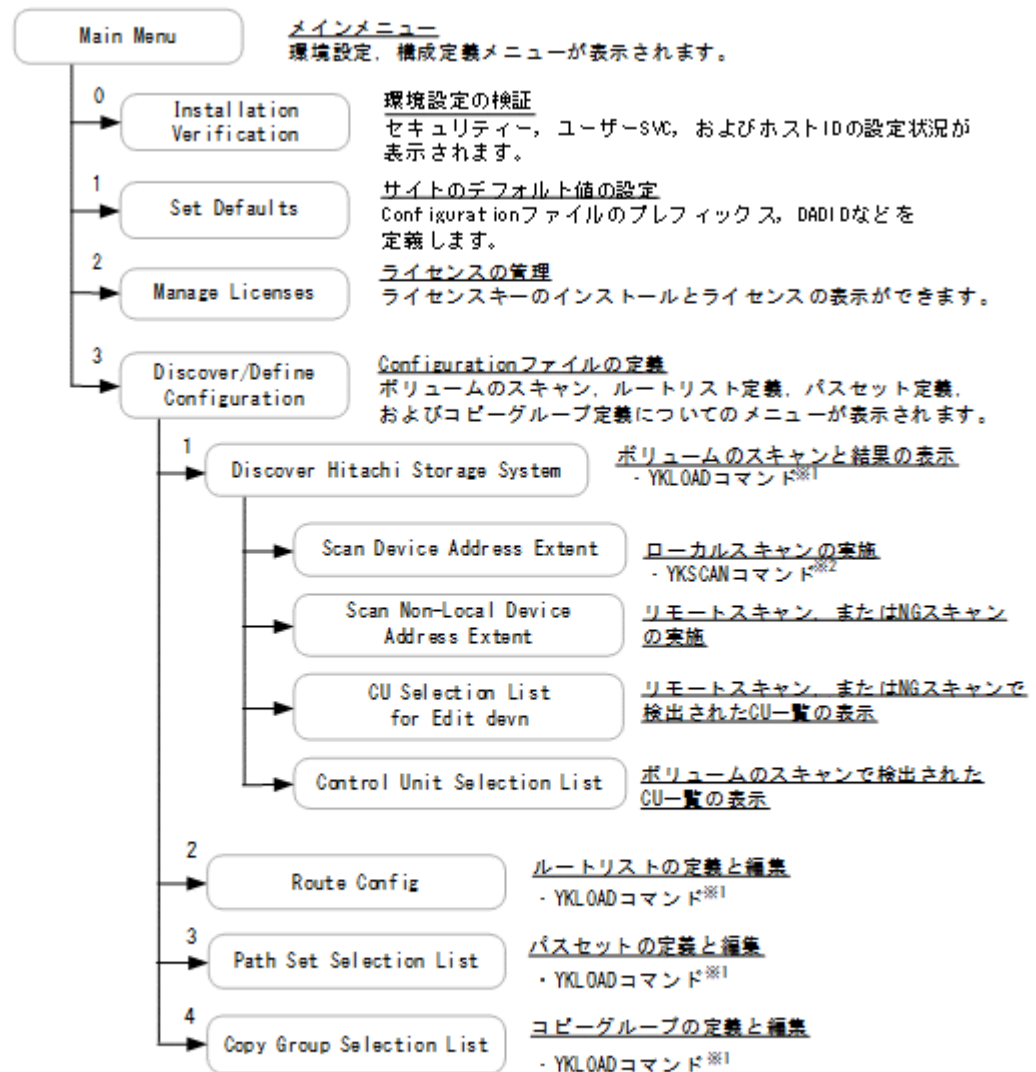 Main Menu
メインメニュー
環境設定，構成定義メニューが表示されます。
0
Installation
Verification
環境設定の検証
セキュリティー，ユーザーSVC，およびホストIDの設定状況が
表示されます。
1
Set Defaults
サイトのデフォルト値の設定
Configurationファイルのプレフィックス，DADIDなどを
定義します。
2
Manage Licenses
ライセンスの管理
ライセンスキーのインストールとライセンスの表示ができます。
3
Discover/Define
Configuration
Configurationファイルの定義
ボリュームのスキャン，ルートリスト定義，パスセット定義，
およびコピーグループ定義についてのメニューが表示されます。
1
Discover Hitachi Storage System
ボリュームのスキャンと結果の表示
- YKLOADコマンド※1
Scan Device Address Extent
ローカルスキャンの実施
- YKSCANコマンド※2
Scan Non-Local Device
Address Extent
リモートスキャン，またはNGスキャン
の実施
CU Selection List
for Edit devn
リモートスキャン，またはNGスキャンで
検出されたCU一覧の表示
Control Unit Selection List
ボリュームのスキャンで検出された
CU一覧の表示
2
Route Config
ルートリストの定義と編集
- YKLOADコマンド※1
3
Path Set Selection List
パスセットの定義と編集
- YKLOADコマンド※1
4
Copy Group Selection List
コピーグループの定義と編集
- YKLOADコマンド※1